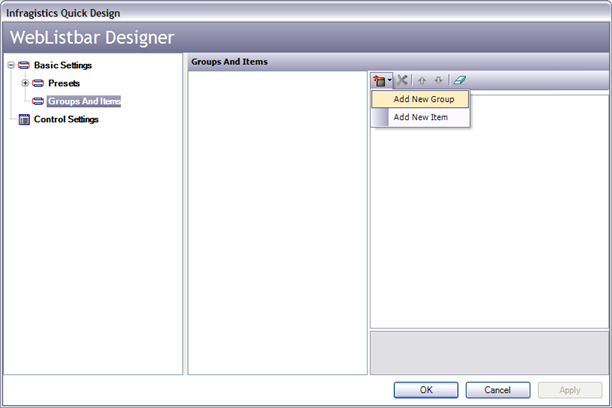 Infragistics Quick Design
WebListbar Designer
Basic Settings
Presets
Groups And Items
Control Settings
Groups And Items
Add New Group
Add New Item
OK
Cancel
Apply